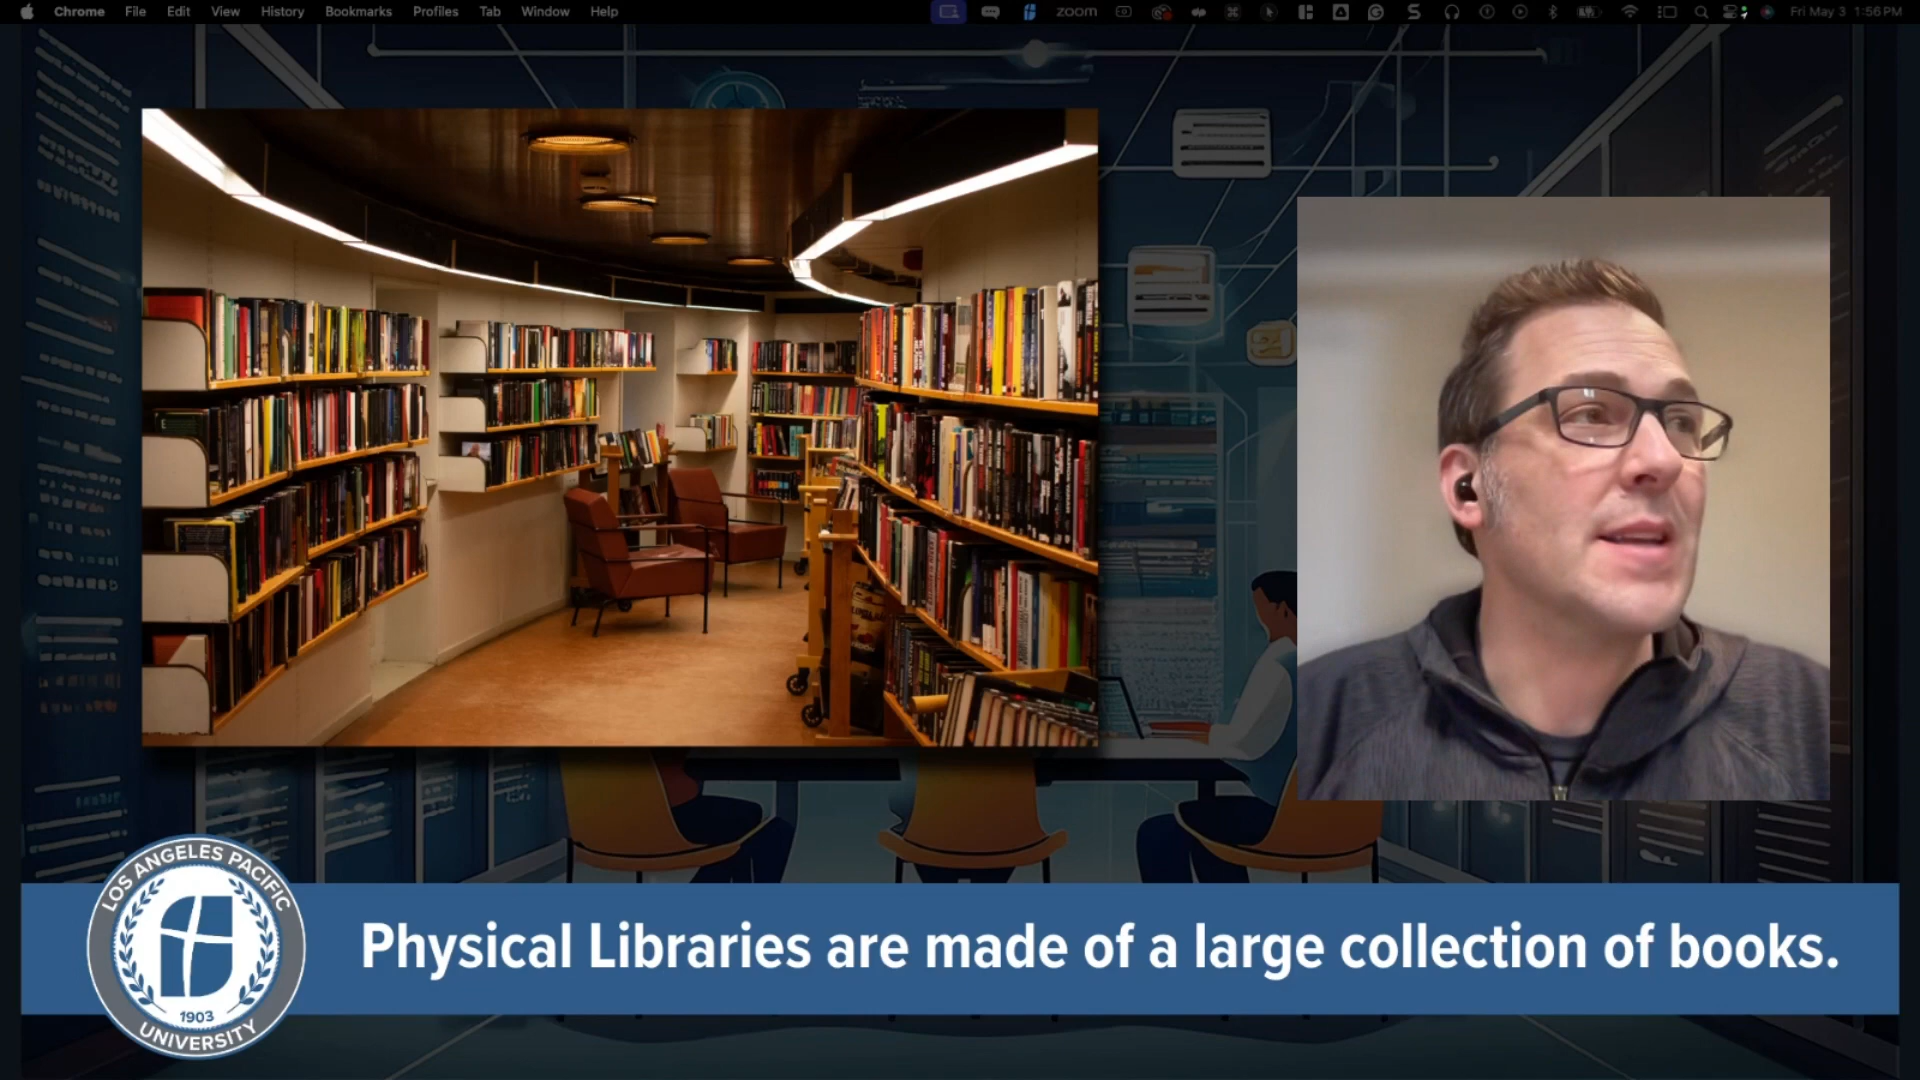 Chrome File Edit View History Bookmarks Profiles Tab Window Help zoom Fri May 3 1:56 PM
LOS ANGELES PACIFIC
1903
UNIVERSITY
Physical Libraries are made of a large collection of books.